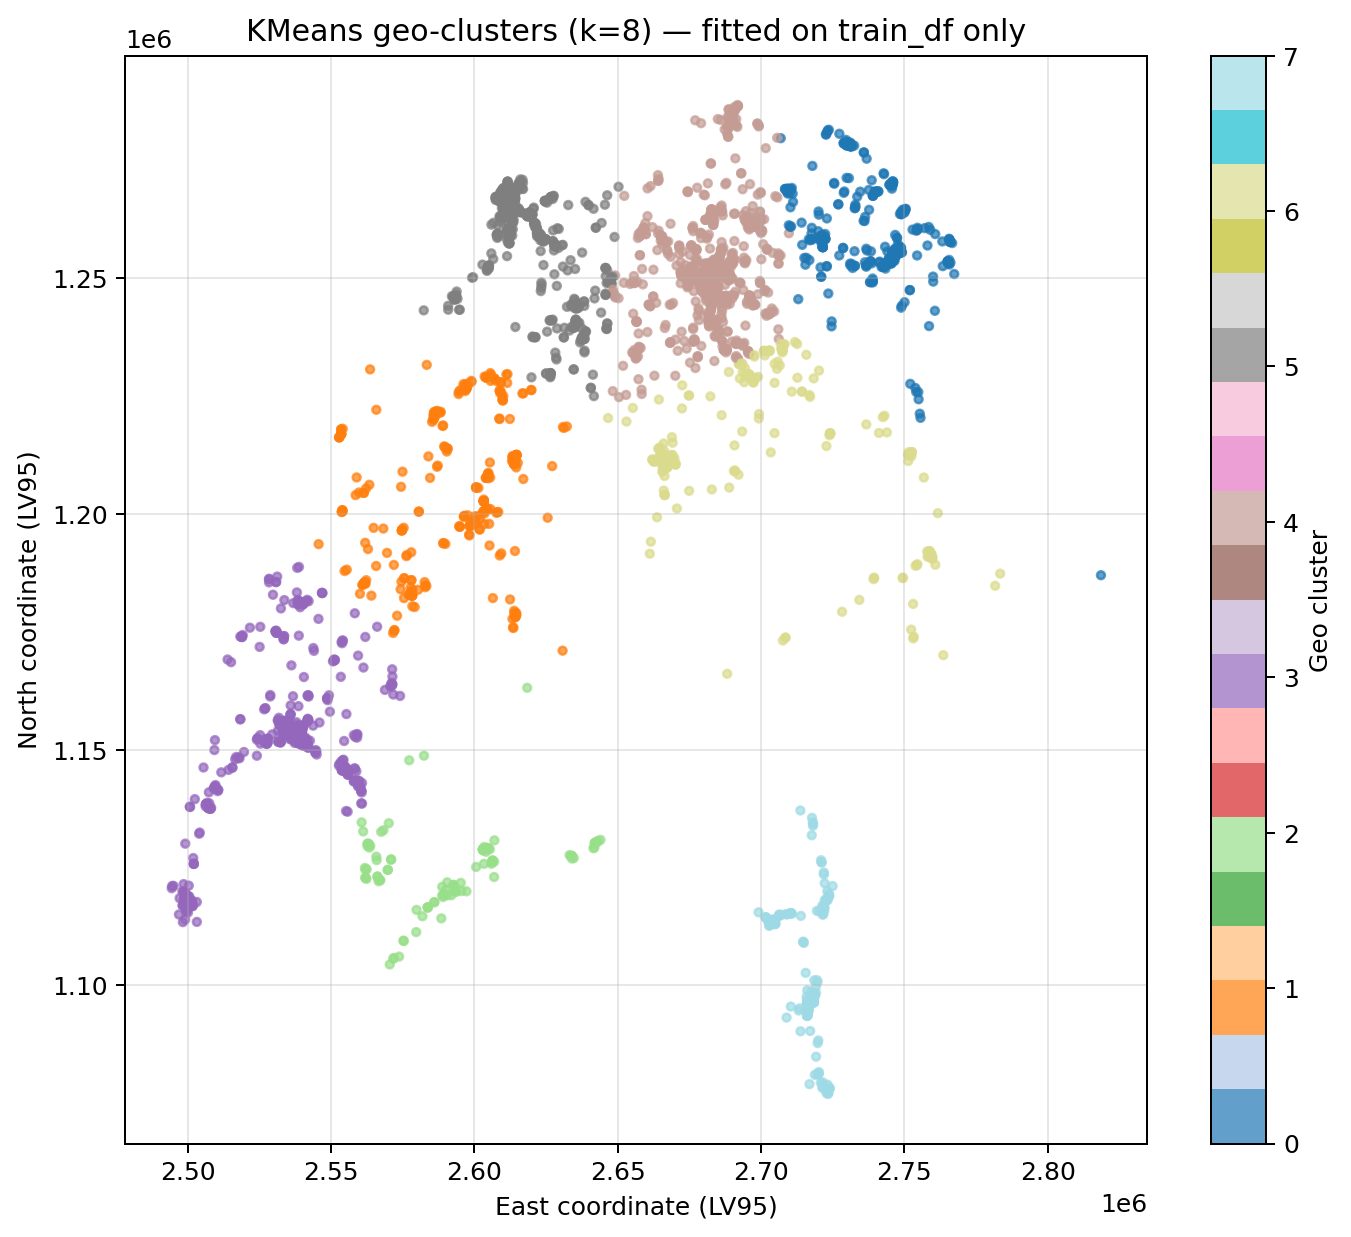 KMeans geo-clusters (k=8) — fitted on train_df only
1e6
1.25
1.20
1.15
1.10
North coordinate (LV95)
2.50 2.55 2.60 2.65 2.70 2.75 2.80
1e6
East coordinate (LV95)
7
6
5
4
3
2
1
0
Geo cluster